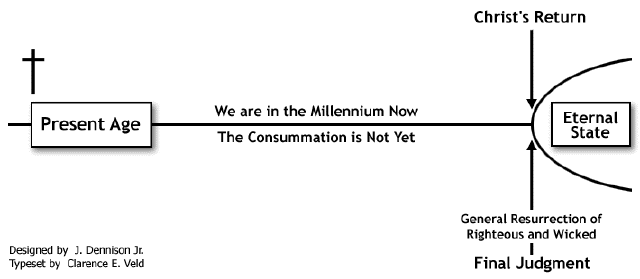 Christ's Return
Present Age
We are in the Millennium Now
The Consummation is Not Yet
Eternal
State
General Resurrection of
Righteous and Wicked
Final Judgment
Designed by J. Dennison Jr.
Typeset by Clarence E. Veld